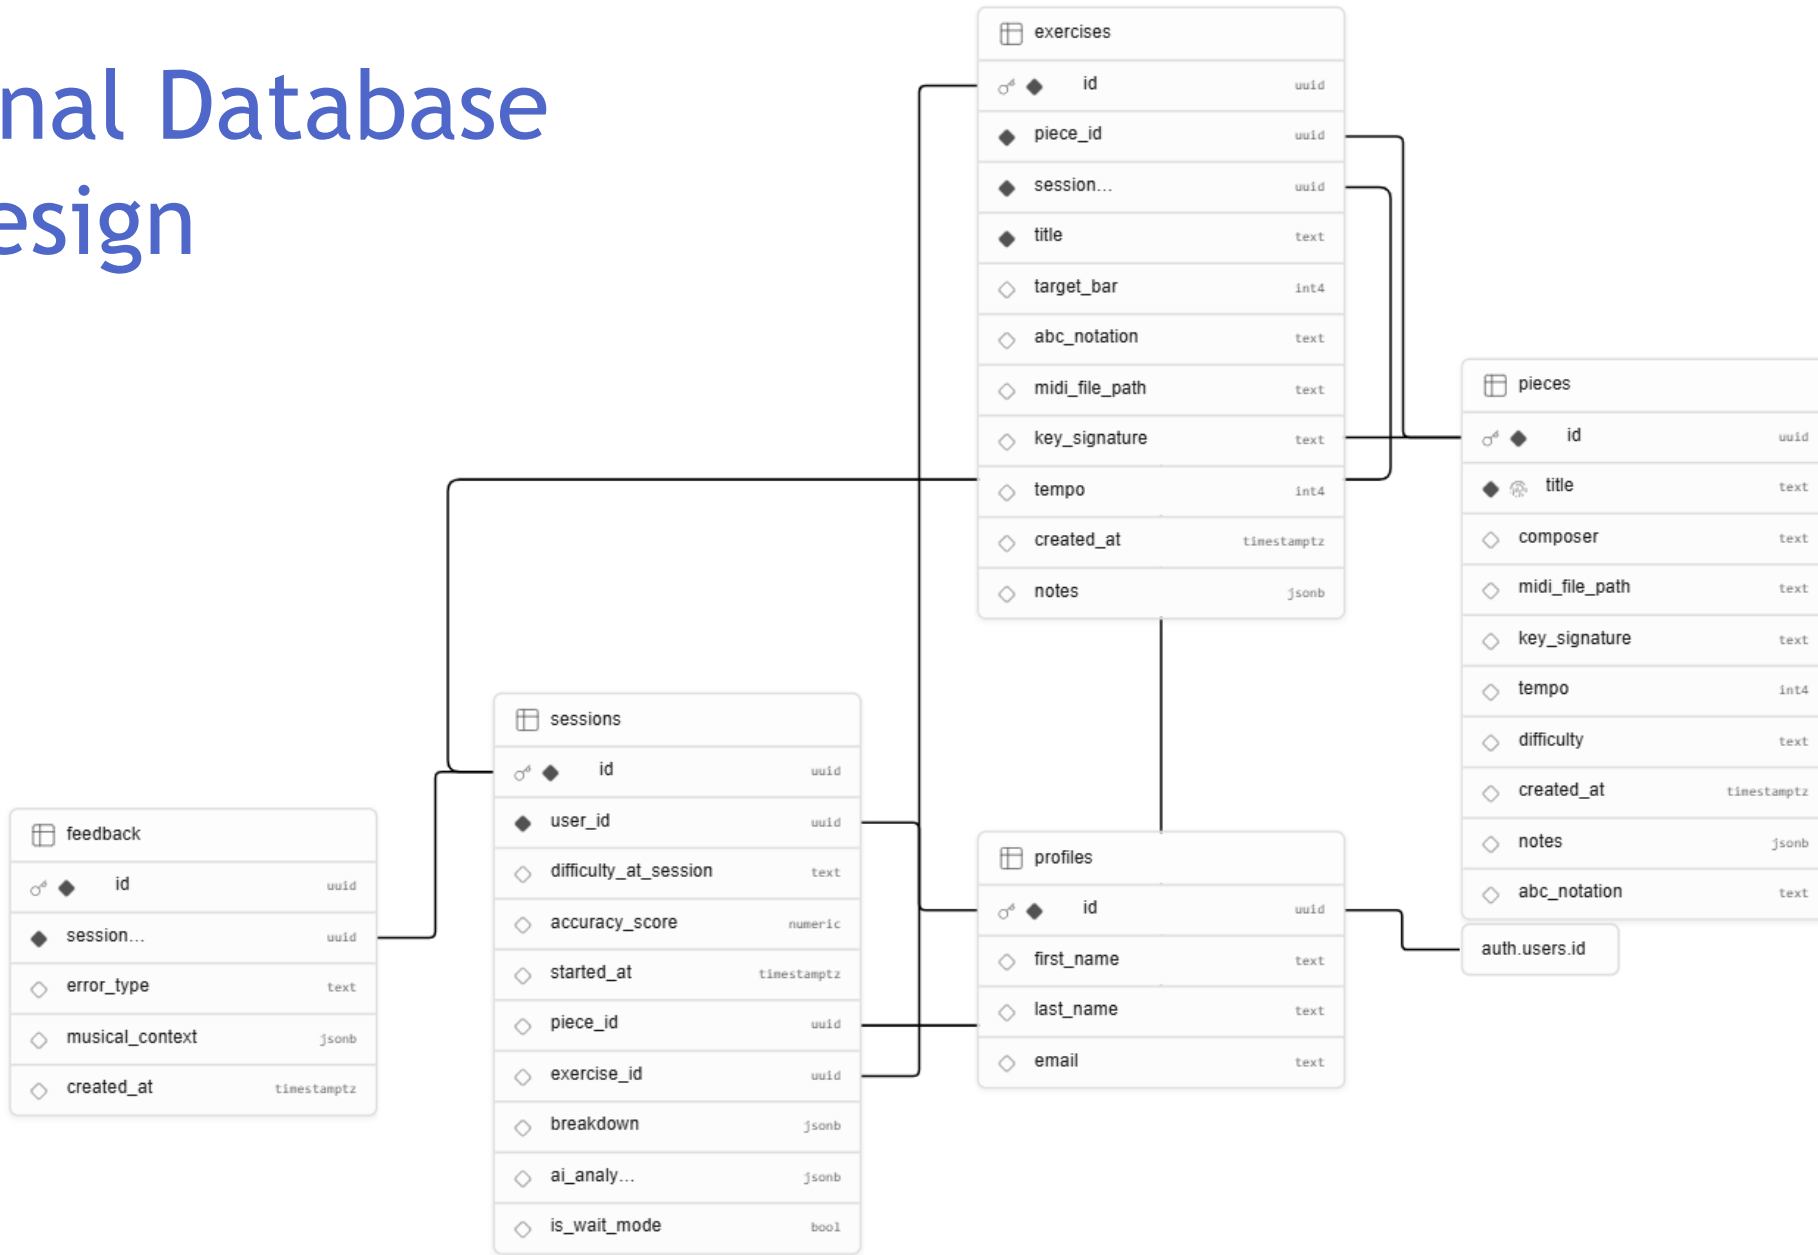 nal Database
esign
exercises
id uuid
piece_id uuid
session... uuid
title text
target_bar int4
abc_notation text
midi_file_path text
key_signature text
tempo int4
created_at timestamptz
notes jsonb
pieces
id uuid
title text
composer text
midi_file_path text
key_signature text
tempo int4
difficulty text
created_at timestamptz
notes jsonb
abc_notation text
auth.users.id
sessions
id uuid
user_id uuid
difficulty_at_session text
accuracy_score numeric
started_at timestamptz
piece_id uuid
exercise_id uuid
breakdown jsonb
ai_analy... jsonb
is_wait_mode bool
feedback
id uuid
session... uuid
error_type text
musical_context jsonb
created_at timestamptz
profiles
id uuid
first_name text
last_name text
email text